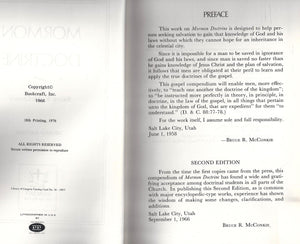 MORMON
DOCTRINE
Copyright©
Bookcraft, Inc.
1966
18th Printing, 1976
ALL RIGHTS RESERVED
PREFACE
This work on Mormon Doctrine is designed to help persons seeking salvation to gain that knowledge of God and his
laws without which they cannot hope for an inheritance in
the celestial city.
Since it is impossible for a man to be saved in ignorance
of God and his laws, and since man is saved no faster than
he gains knowledge of Jesus Christ and the plan of salvation,
it follows that men are obligated at their peril to learn and
apply the true doctrines of the gospel.
This gospel compendium will enable men, more effectively,
to "teach one another the doctrine of the kingdom";
to "be instructed more perfectly in theory, in principle, in
doctrine, in the law of the gospel, in all things that pertain
unto the kingdom of God, that are expedient" for them "to
understand." (D. & C. 88:77-78.)
For the work itself, I assume sole and full responsibility.
Salt Lake City, Utah
June 1, 1958
—BRUCE R. MCCONKIE
SECOND EDITION
From the time the first copies came from the press, this
compendium of Mormon Doctrine has found a wide and gratifying
acceptance among doctrinal students in all parts of the
Church. In publishing this Second Edition, as is common with
major encyclopedic-type works, experience has shown the
wisdom of making some changes, clarifications, and
additions.
Salt Lake City, Utah
September 1, 1966
BRUCE R. MCCONKIE